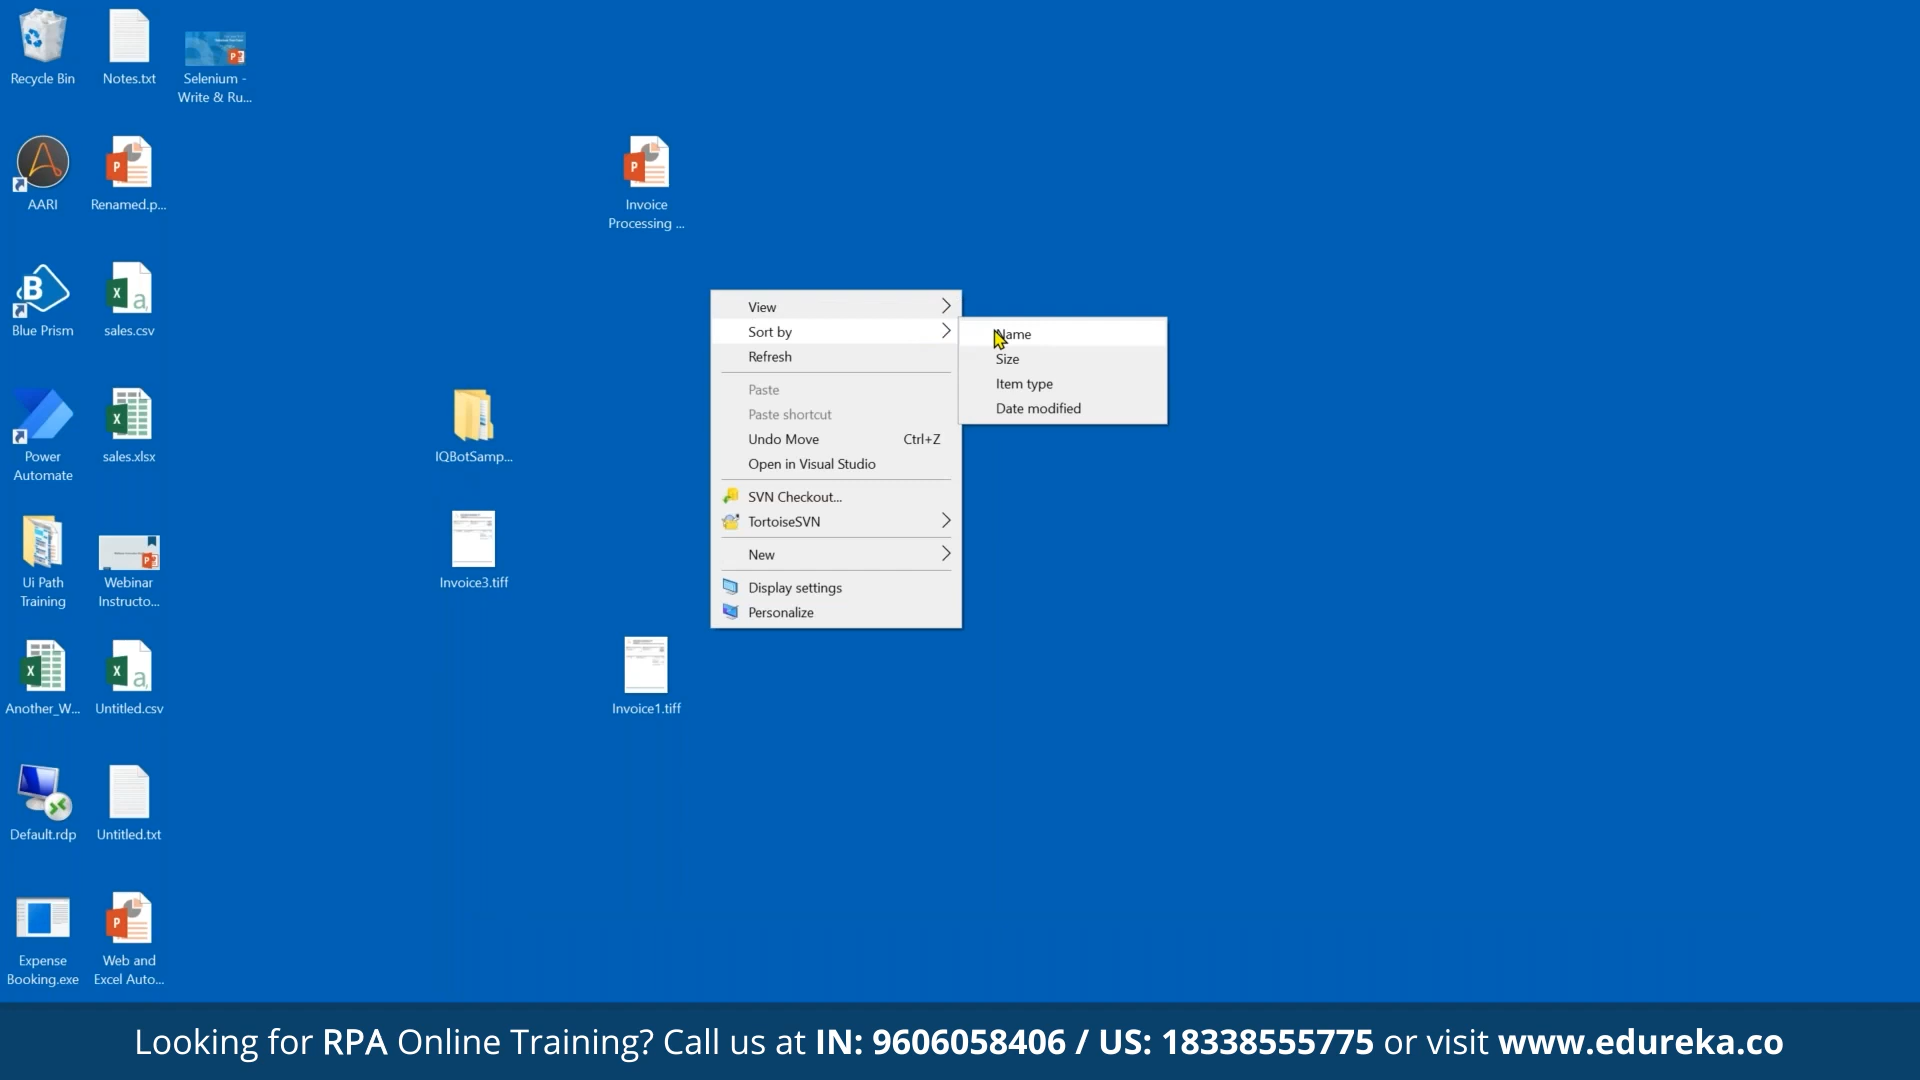 Recycle Bin
Notes.txt
Selenium -
Write & Ru...
AARI
Renamed.p...
Invoice
Processing ...
Blue Prism
sales.csv
View
Sort by
Refresh
Paste
Paste shortcut
Undo Move Ctrl+Z
Open in Visual Studio
SVN Checkout...
TortoiseSVN
New
Display settings
Personalize
Name
Size
Item type
Date modified
Power
Automate
sales.xlsx
IQBotSamp...
Ui Path
Training
Webinar
Instructo...
Invoice3.tiff
Another_W...
Untitled.csv
Invoice1.tiff
Default.rdp
Untitled.txt
Expense
Booking.exe
Web and
Excel Auto...
Looking for RPA Online Training? Call us at IN: 9606058406 / US: 18338555775 or visit www.edureka.co